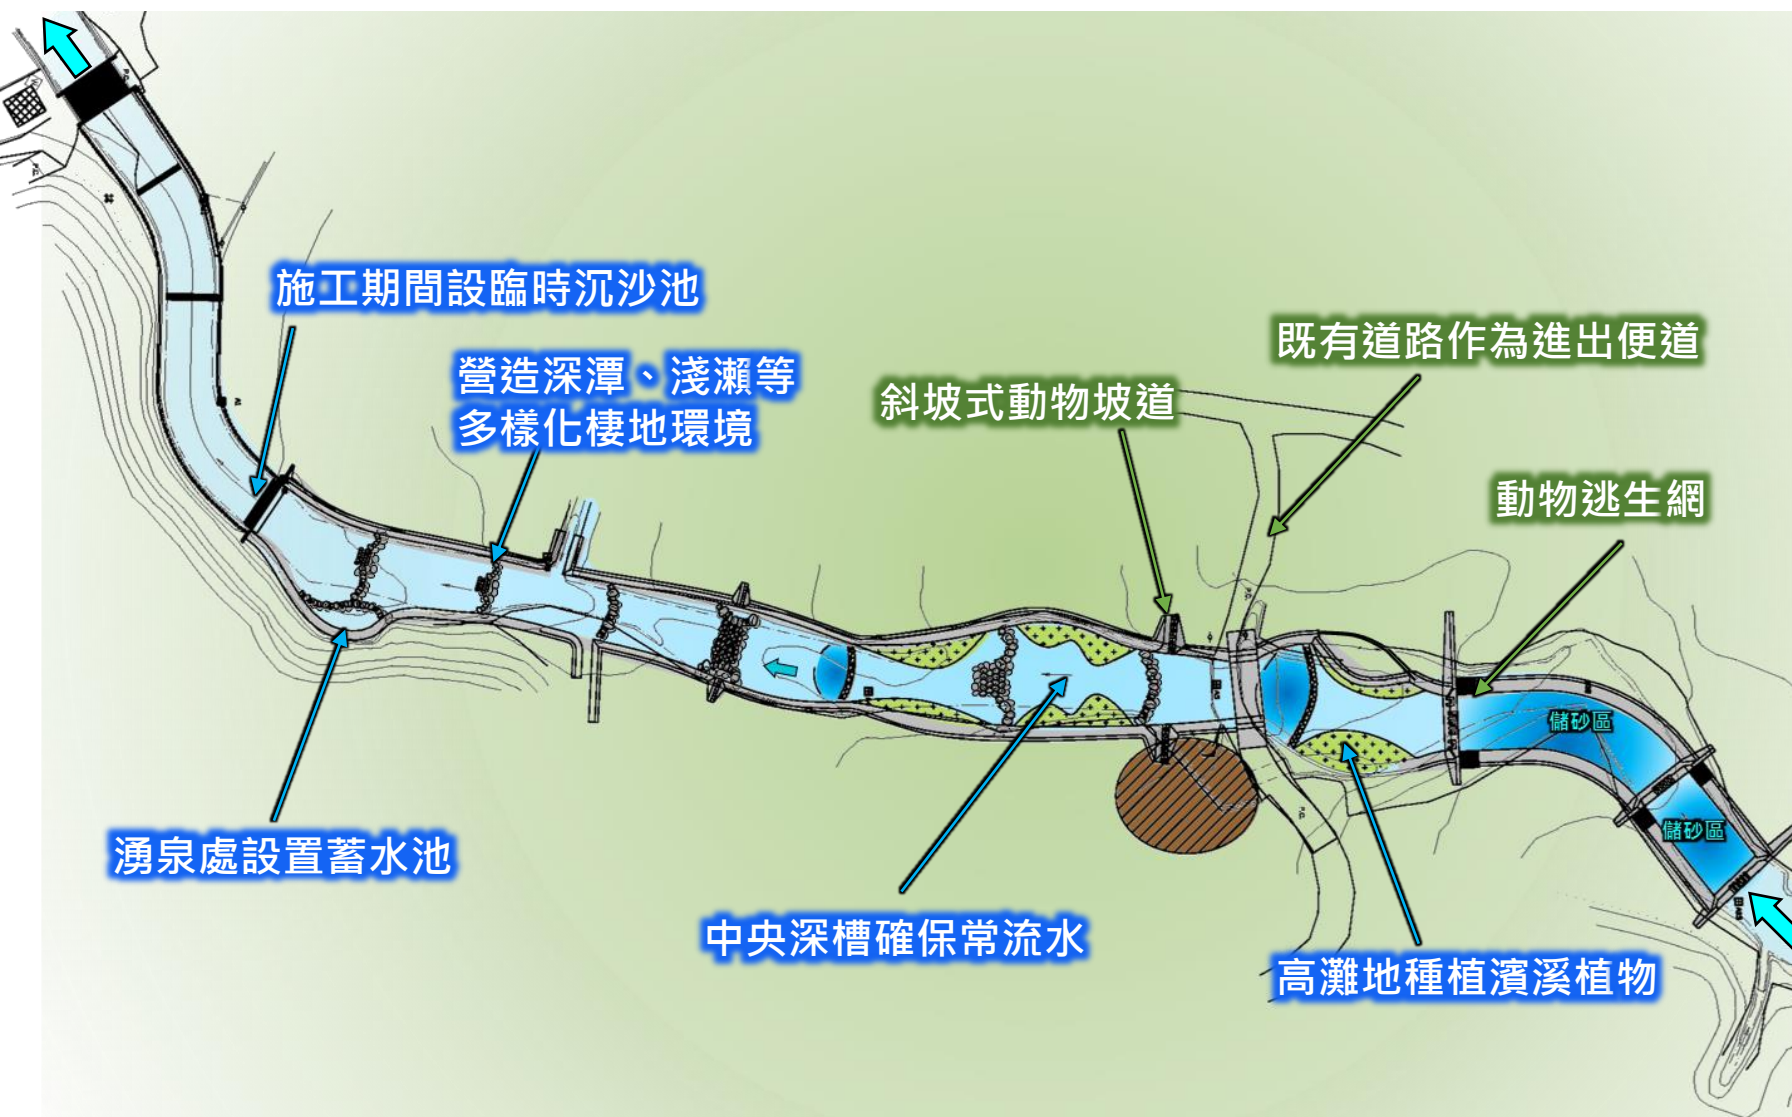 施工期間設臨時沉沙池
營造深潭、淺瀨等
多樣化棲地環境
既有道路作為進出便道
斜坡式動物坡道
動物逃生網
儲砂區
儲砂區
湧泉處設置蓄水池
中央深槽確保常流水
高灘地種植濱溪植物